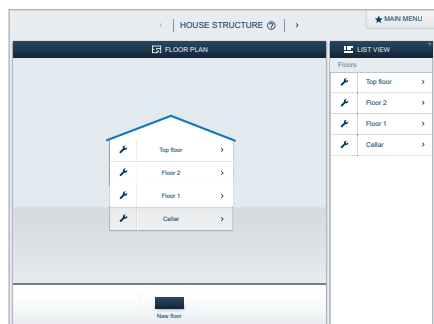 HOUSE STRUCTURE
MAIN MENU
FLOOR PLAN
Top floor
Floor 2
Floor 1
Cellar
New floor
LIST VIEW
Floors
Top floor
Floor 2
Floor 1
Cellar